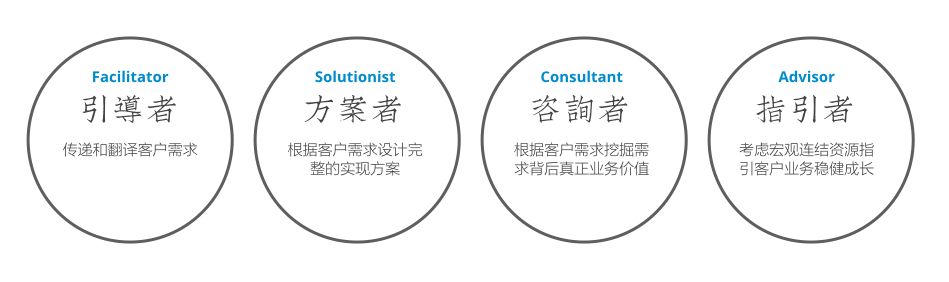 Facilitator
引導者
传递和翻译客户需求
Solutionist
方案者
根据客户需求设计完
整的实现方案
Consultant
咨詢者
根据客户需求挖掘需
求背后真正业务价值
Advisor
指引者
考虑宏观连结资源指
引客户业务稳健成长